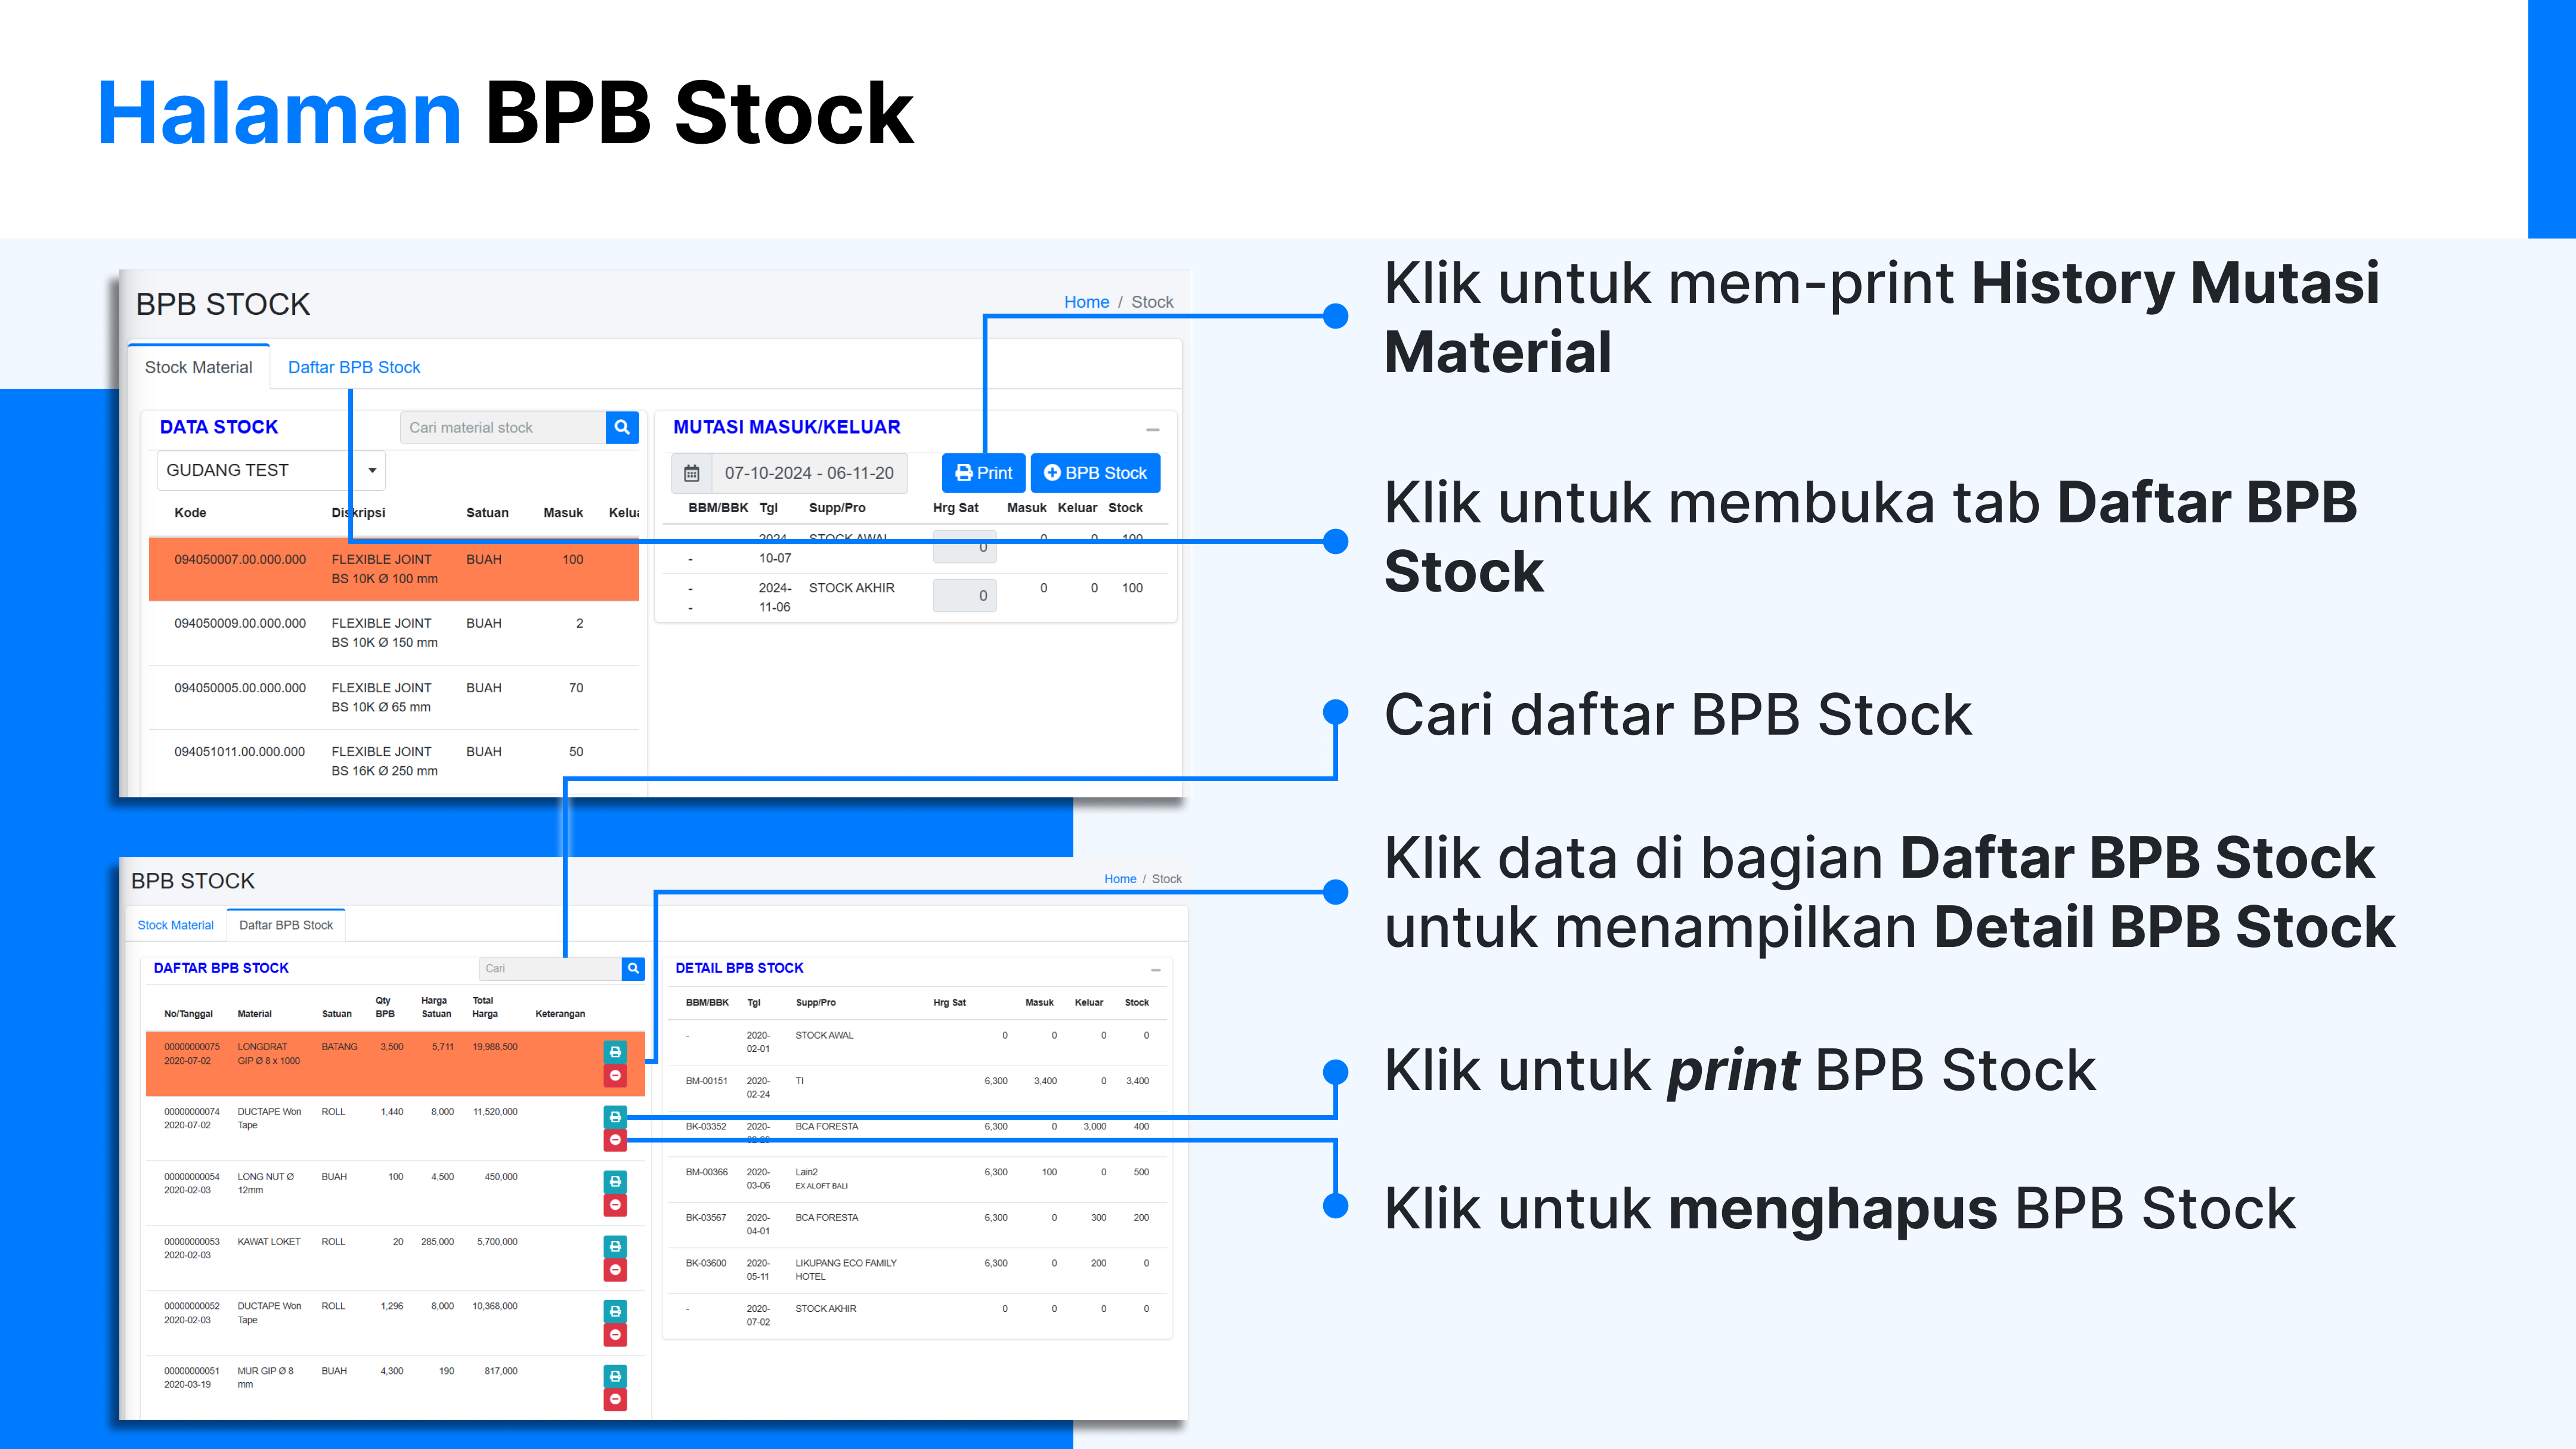 Halaman BPB Stock
BPB STOCK
Home / Stock
Stock Material
Daftar BPB Stock
DATA STOCK
Cari material stock
GUDANG TEST
Kode Diskripsi Satuan Masuk Kelua
094050007.00.000.000 FLEXIBLE JOINT BUAH 100
BS 10K Ø 100 mm
094050009.00.000.000 FLEXIBLE JOINT BUAH 2
BS 10K Ø 150 mm
094050005.00.000.000 FLEXIBLE JOINT BUAH 70
BS 10K Ø 65 mm
094051011.00.000.000 FLEXIBLE JOINT BUAH 50
BS 16K Ø 250 mm
MUTASI MASUK/KELUAR
07-10-2024 - 06-11-20
Print
BPB Stock
BBM/BBK Tgl Supp/Pro Hrg Sat Masuk Keluar Stock
2024- STOCK AWAL 0 0 0 100
- 10-07
- 2024- STOCK AKHIR 0 0 0 100
- 11-06
Klik untuk mem-print History Mutasi
Material
Klik untuk membuka tab Daftar BPB
Stock
Cari daftar BPB Stock
Klik data di bagian Daftar BPB Stock
untuk menampilkan Detail BPB Stock
Klik untuk print BPB Stock
Klik untuk menghapus BPB Stock
BPB STOCK
Home / Stock
Stock Material
Daftar BPB Stock
DAFTAR BPB STOCK
Cari
Qty Harga Total
No/Tanggal Material Satuan BPB Satuan Harga Keterangan
00000000075 LONGDRAT BATANG 3,500 5,711 19,988,500
2020-07-02 GIP Ø 8 x 1000
00000000074 DUCTAPE Won ROLL 1,440 8,000 11,520,000
2020-07-02 Tape
00000000054 LONG NUT Ø BUAH 100 4,500 450,000
2020-02-03 12mm
00000000053 KAWAT LOKET ROLL 20 285,000 5,700,000
2020-02-03
00000000052 DUCTAPE Won ROLL 1,296 8,000 10,368,000
2020-02-03 Tape
00000000051 MUR GIP Ø 8 BUAH 4,300 190 817,000
2020-03-19 mm
DETAIL BPB STOCK
BBM/BBK Tgl Supp/Pro Hrg Sat Masuk Keluar Stock
- 2020- STOCK AWAL 0 0 0 0
02-01
BM-00151 2020- TI 6,300 3,400 0 3,400
02-24
BK-03352 2020- BCA FORESTA 6,300 0 3,000 400
BM-00366 2020- Lain2 6,300 100 0 500
03-06 EX ALOFT BALI
BK-03567 2020- BCA FORESTA 6,300 0 300 200
04-01
BK-03600 2020- LIKUPANG ECO FAMILY 6,300 0 200 0
05-11 HOTEL
- 2020- STOCK AKHIR 0 0 0 0
07-02